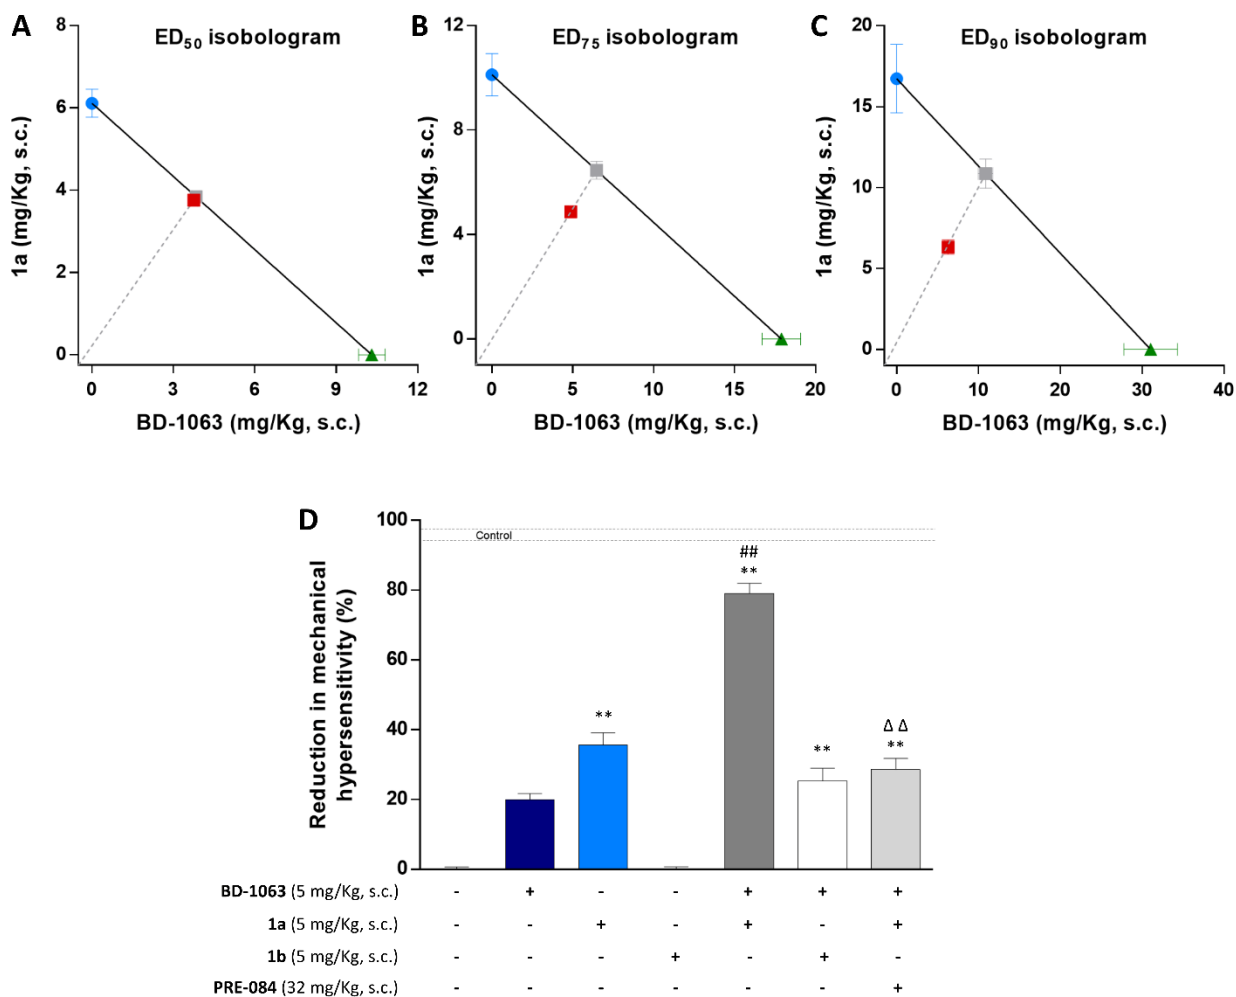 A
ED50 isobologram
8
6
4
2
0
1a (mg/Kg, s.c.)
0
3
6
9
12
BD-1063 (mg/Kg, s.c.)
B
ED75 isobologram
12
8
4
0
1a (mg/Kg, s.c.)
0
5
10
15
20
BD-1063 (mg/Kg, s.c.)
C
ED90 isobologram
20
15
10
5
0
1a (mg/Kg, s.c.)
0
10
20
30
40
BD-1063 (mg/Kg, s.c.)
D
Reduction in mechanical
hypersensitivity (%)
100
80
60
40
20
0
Control
**
##
**
**
Δ Δ
**
BD-1063 (5 mg/Kg, s.c.) - + - - + + +
1a (5 mg/Kg, s.c.) - - + - + - +
1b (5 mg/Kg, s.c.) - - - + - + -
PRE-084 (32 mg/Kg, s.c.) - - - - - - +